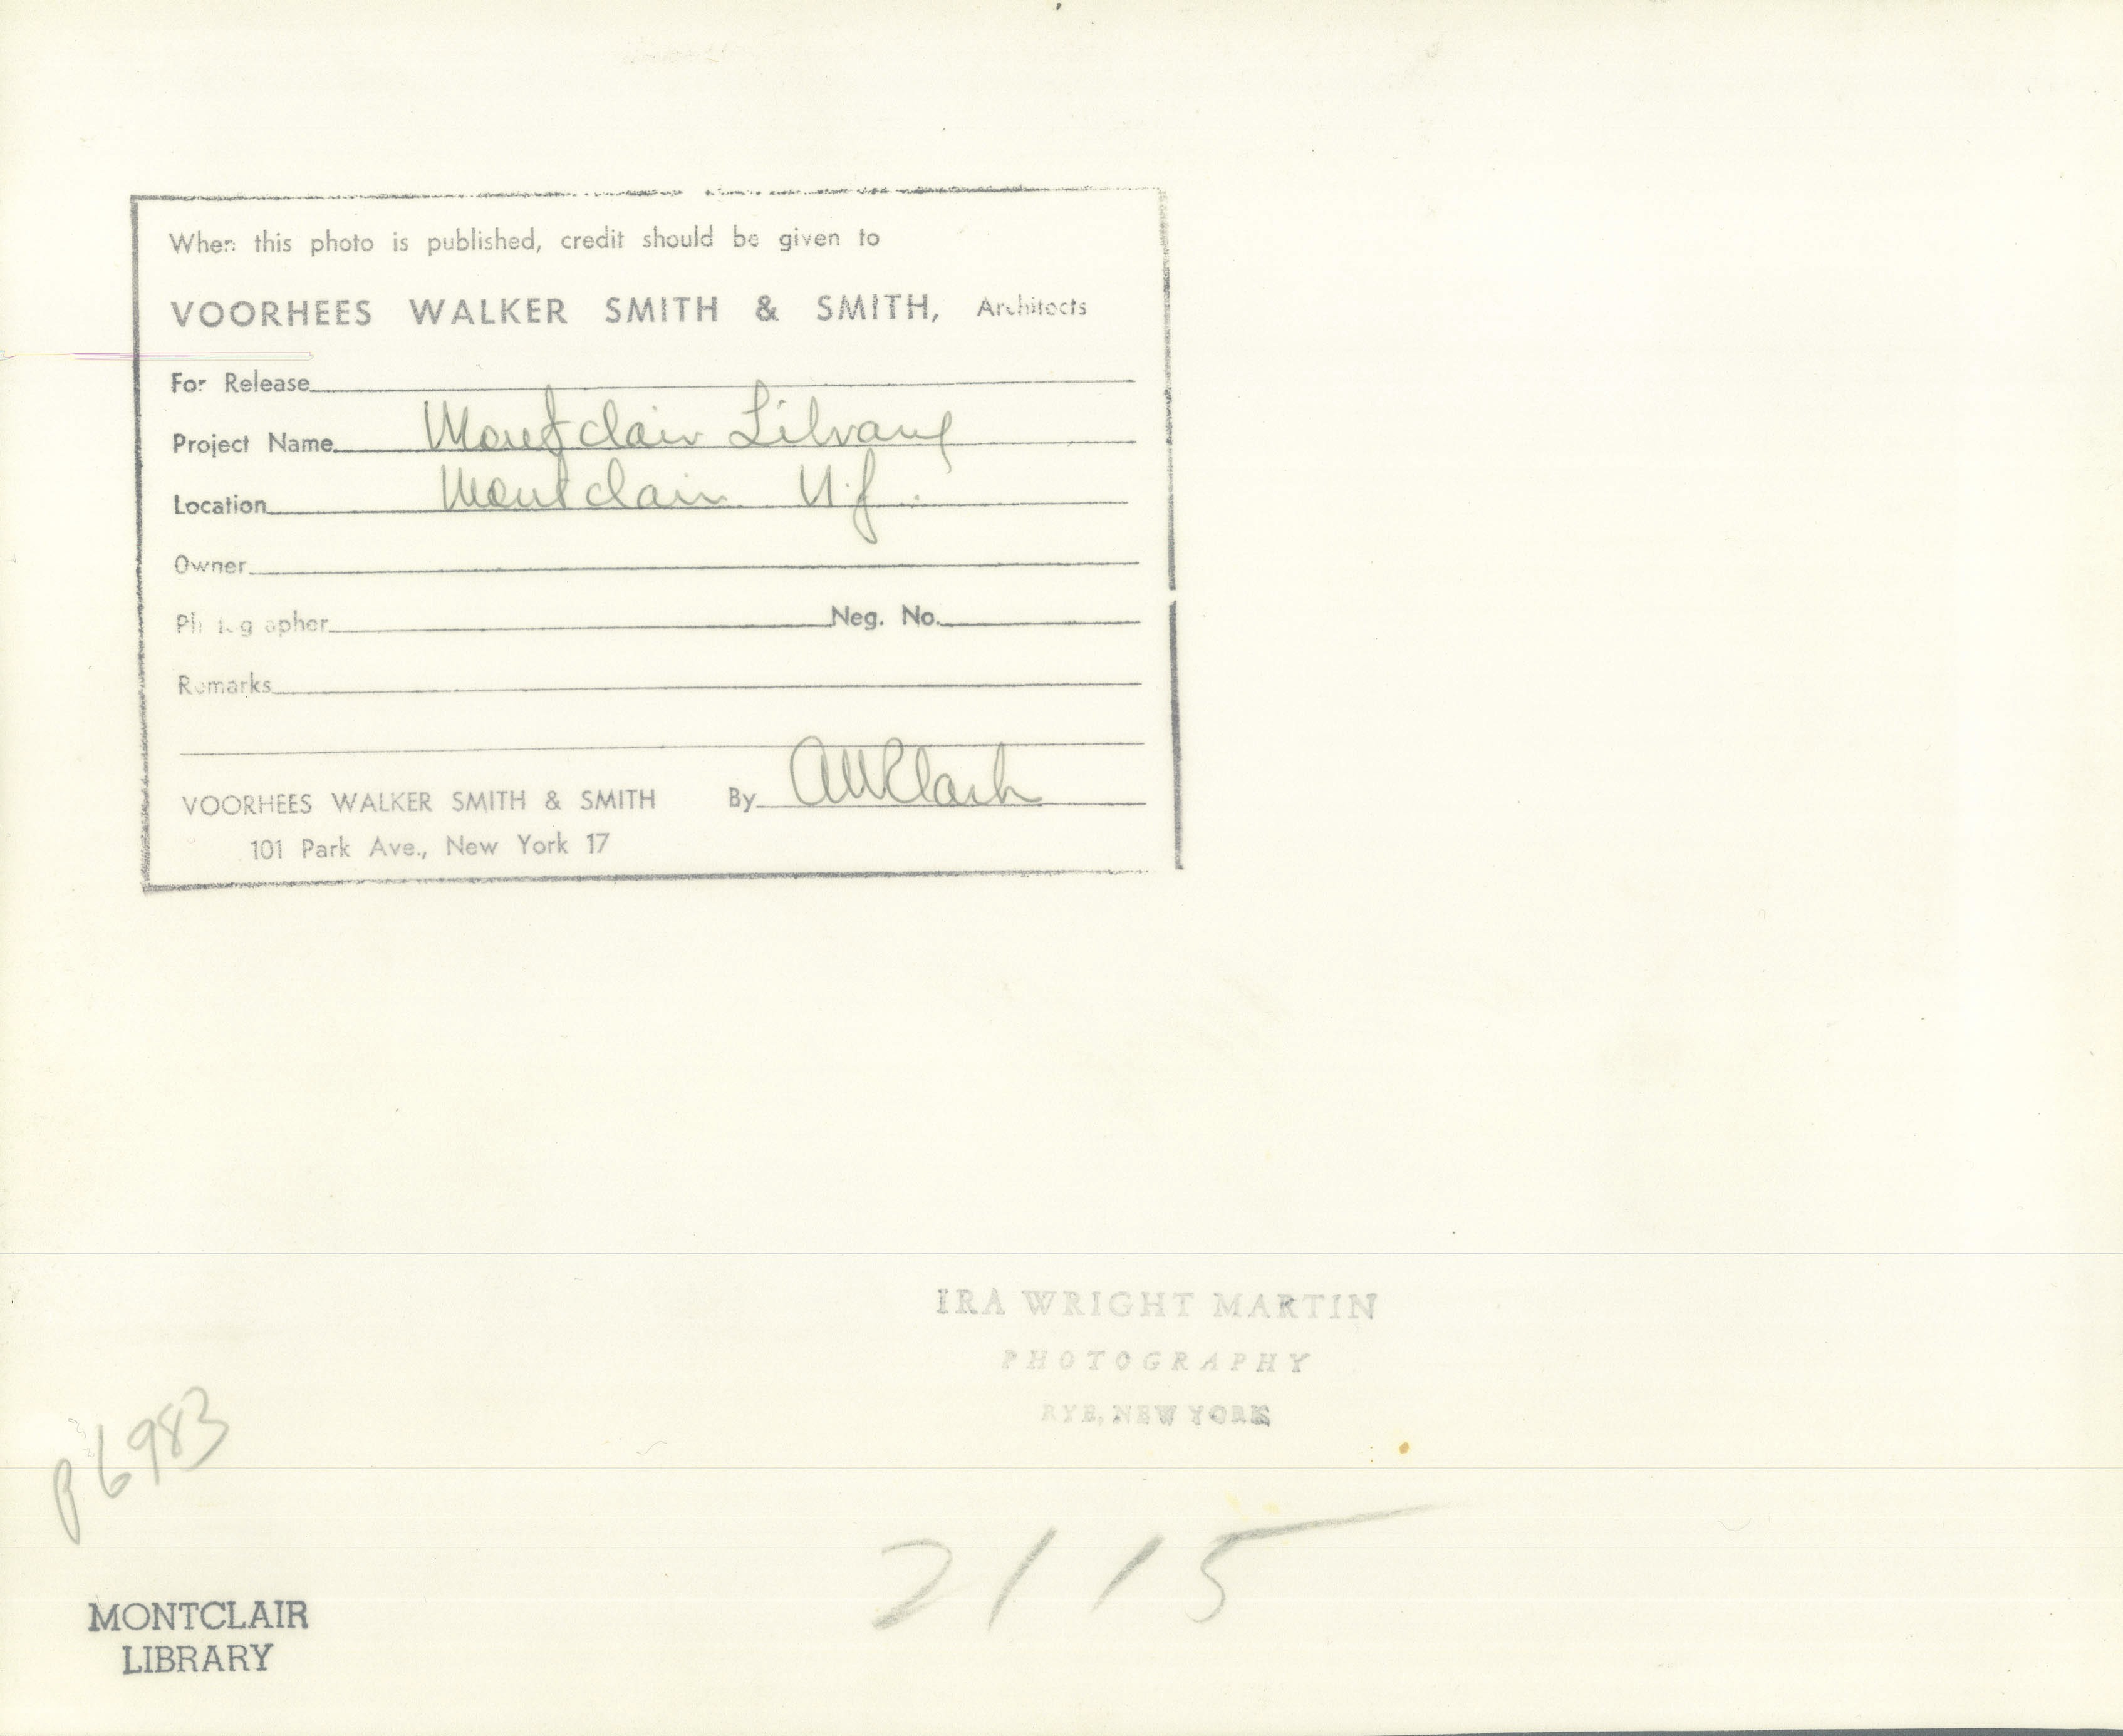 When this photo is published, credit should be given to
VOORHEES WALKER SMITH & SMITH, Architects
For Release
Project Name Montclair Library
Location Montclair N.J.
Owner
Photographer Neg. No.
Remarks
VOORHEES WALKER SMITH & SMITH By
101 Park Ave., New York 17
IRA WRIGHT MARTIN
PHOTOGRAPHY
RYE, NEW YORK
P6983
2115
MONTCLAIR
LIBRARY